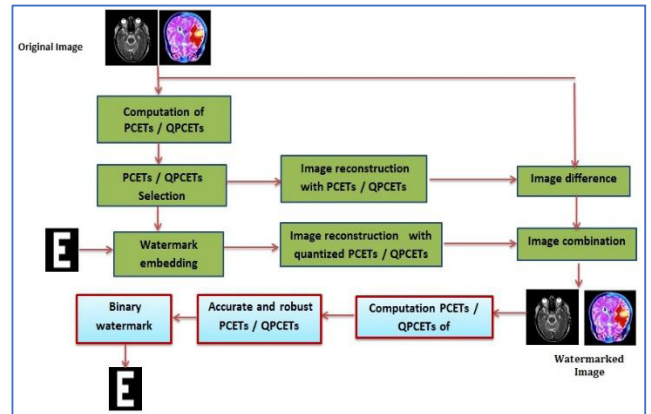 Original Image
Computation of
PCETs / QPCETs
PCETs / QPCETs
Selection
Image reconstruction
with PCETs / QPCETs
Image difference
E
Watermark
embedding
Image reconstruction with
quantized PCETs / QPCETs
Image combination
Binary
watermark
Accurate and robust
PCETs / QPCETs
Computation PCETs /
QPCETs of
Watermarked
Image
E